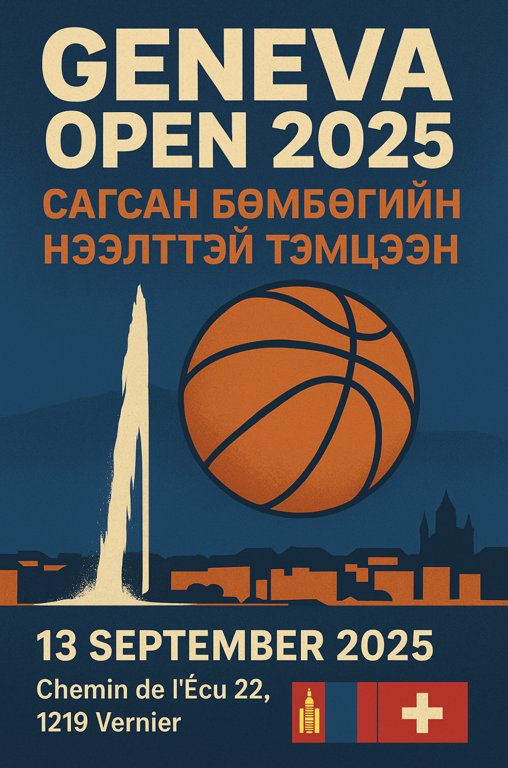 GENEVA
OPEN 2025
САГСАН БӨМБӨГИЙН
НЭЭЛТТЭЙ ТЭМЦЭЭН
13 SEPTEMBER 2025
Chemin de l'Écu 22,
1219 Vernier